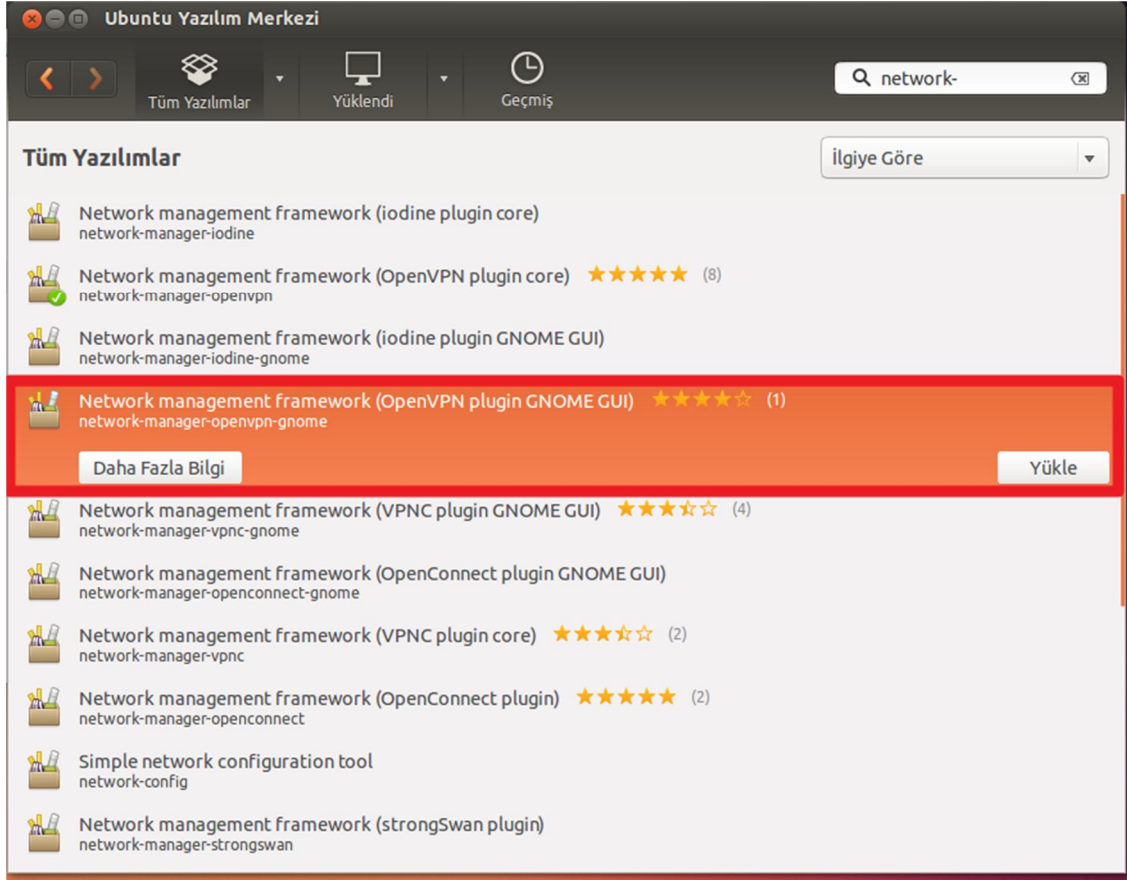 Ubuntu Yazılım Merkezi
Tüm Yazılımlar
Yüklendi
Geçmiş
network-
Tüm Yazılımlar
İlgiye Göre
Network management framework (iodine plugin core)
network-manager-iodine
Network management framework (OpenVPN plugin core) (8)
network-manager-openvpn
Network management framework (iodine plugin GNOME GUI)
network-manager-iodine-gnome
Network management framework (OpenVPN plugin GNOME GUI) (1)
network-manager-openvpn-gnome
Daha Fazla Bilgi
Yükle
Network management framework (VPNC plugin GNOME GUI) (4)
network-manager-vpnc-gnome
Network management framework (OpenConnect plugin GNOME GUI)
network-manager-openconnect-gnome
Network management framework (VPNC plugin core) (2)
network-manager-vpnc
Network management framework (OpenConnect plugin) (2)
network-manager-openconnect
Simple network configuration tool
network-config
Network management framework (strongSwan plugin)
network-manager-strongswan